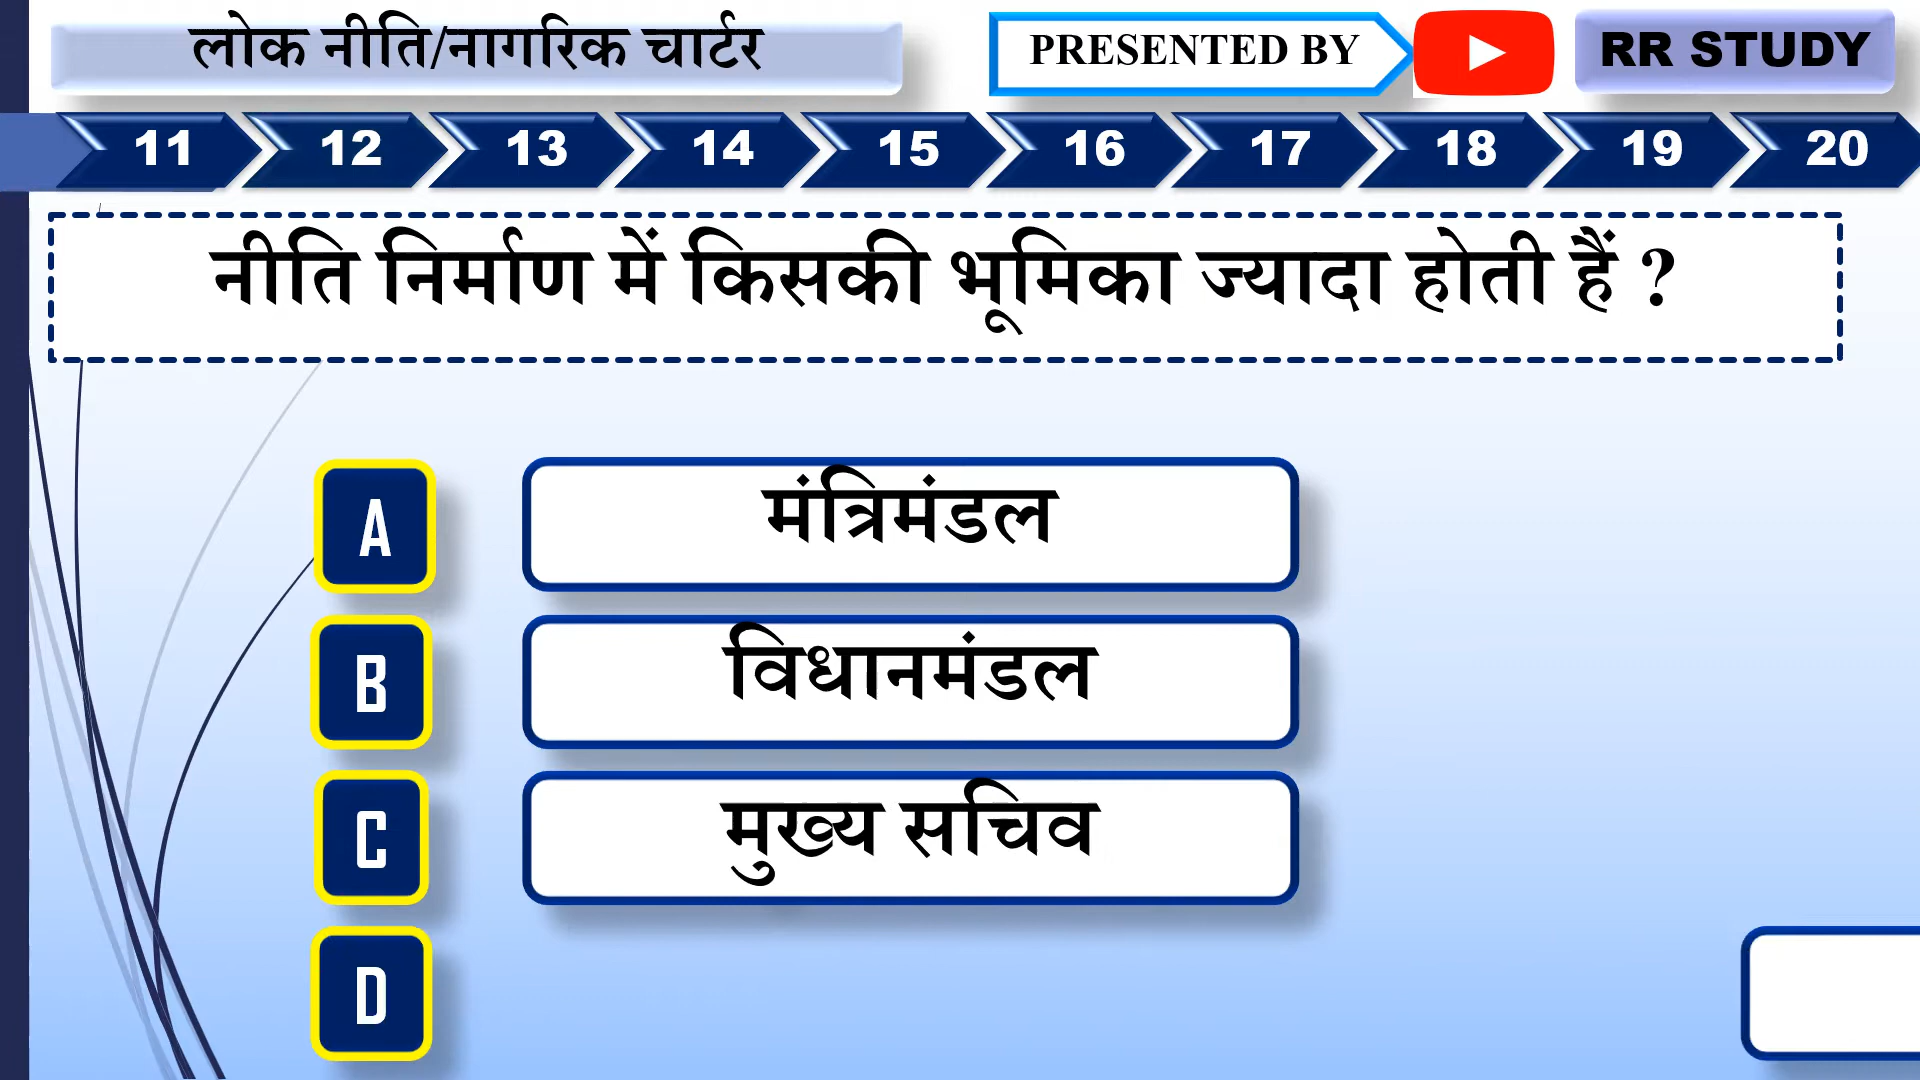 लोक नीति/नागरिक चार्टर
PRESENTED BY
RR STUDY
11 12 13 14 15 16 17 18 19 20
नीति निर्माण में किसकी भूमिका ज्यादा होती हैं ?
A मंत्रिमंडल
B विधानमंडल
C मुख्य सचिव
D